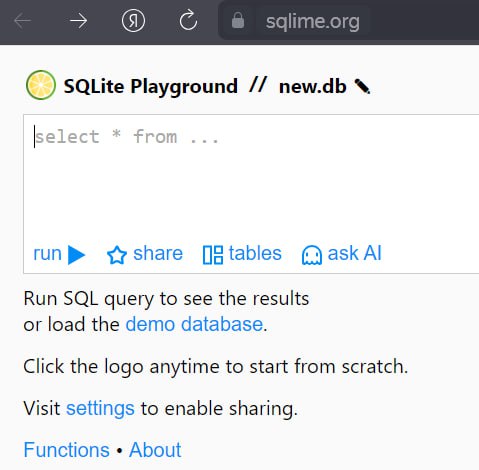 Я sqlime.org
SQLite Playground // new.db
select * from ...
run share tables ask AI
Run SQL query to see the results
or load the demo database.
Click the logo anytime to start from scratch.
Visit settings to enable sharing.
Functions • About